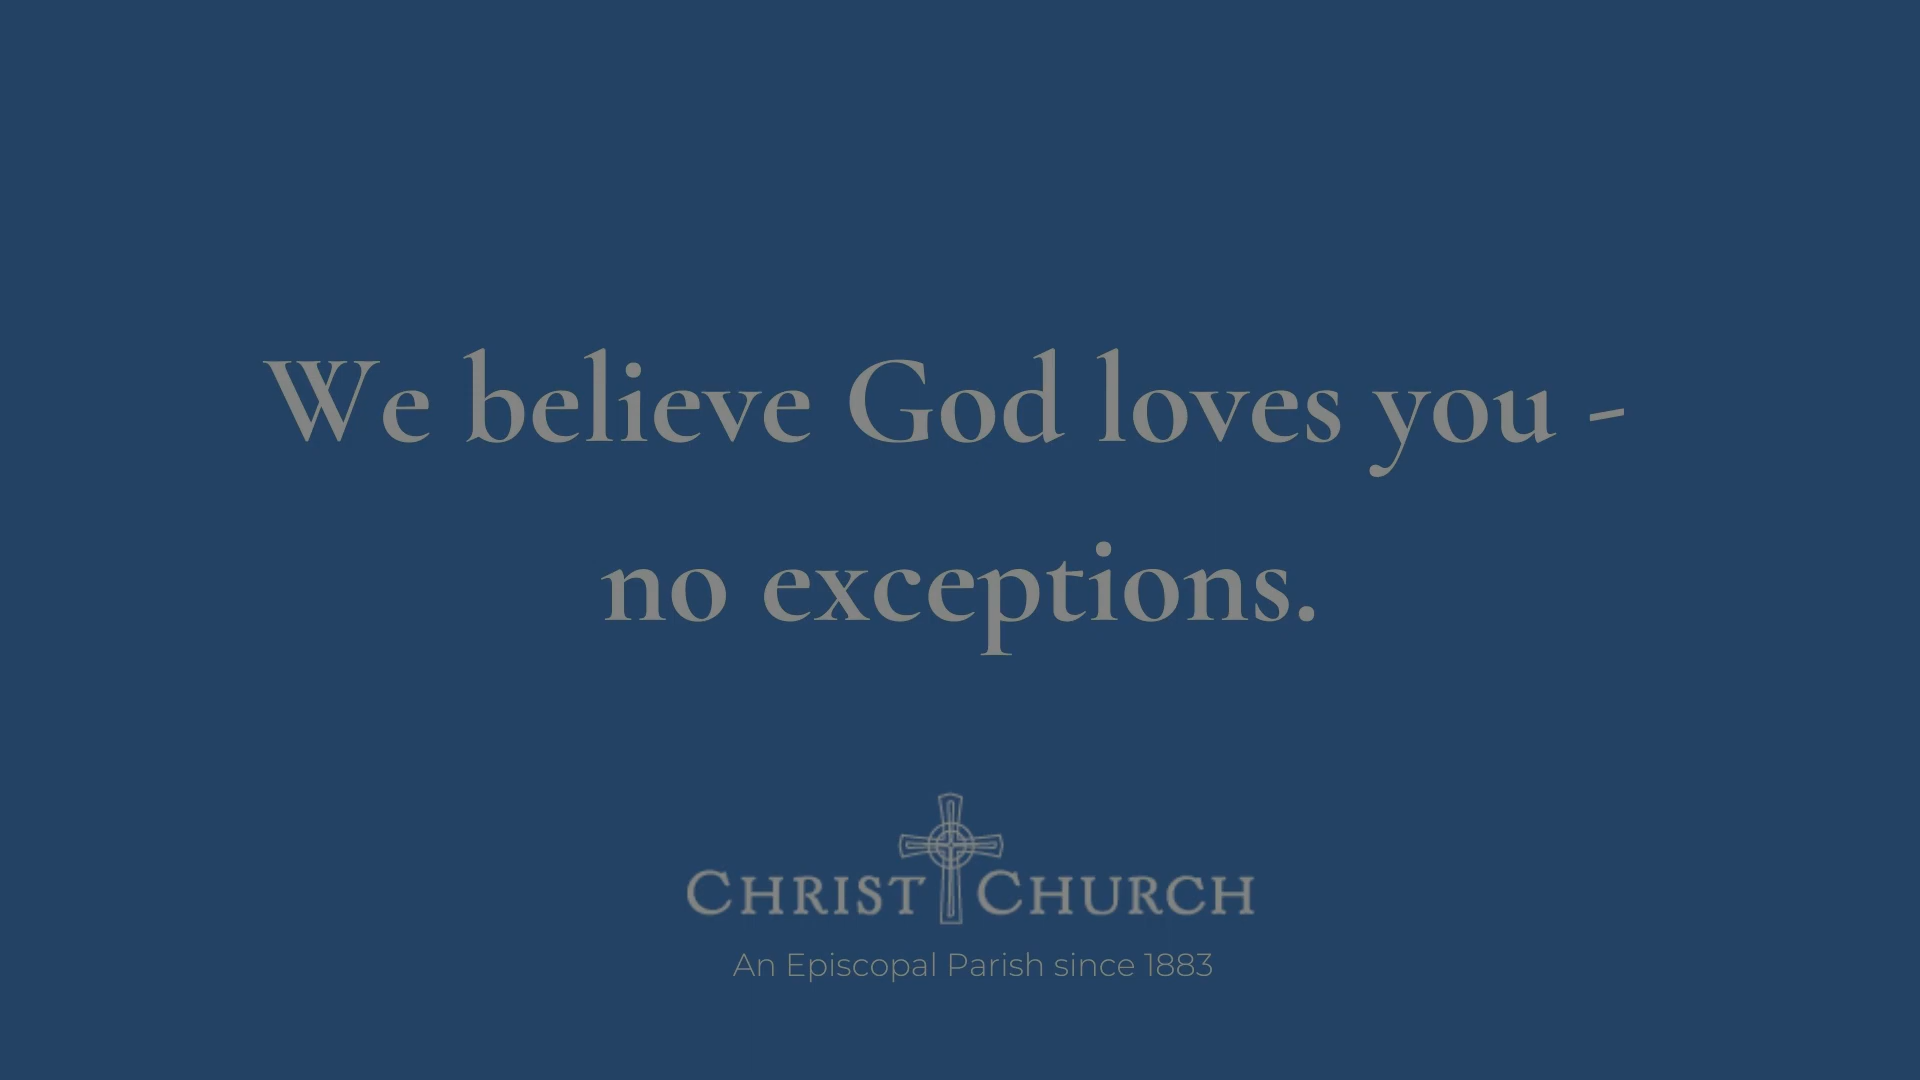 We believe God loves you -
no exceptions.
CHRIST CHURCH
An Episcopal Parish since 1883